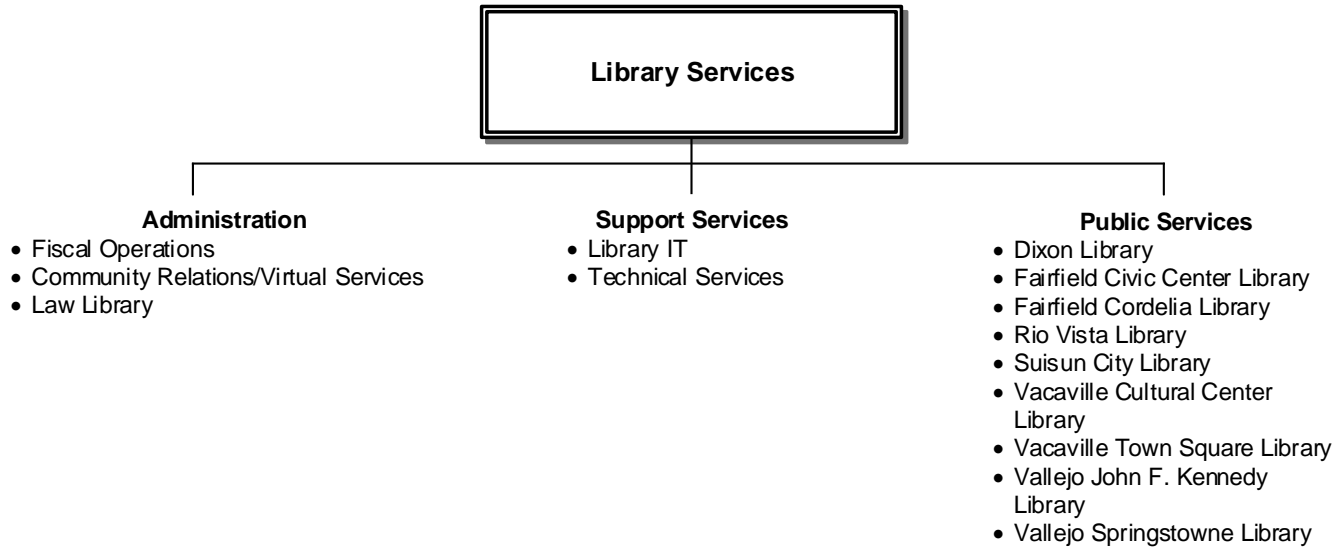 Library Services
Administration
• Fiscal Operations
• Community Relations/Virtual Services
• Law Library
Support Services
• Library IT
• Technical Services
Public Services
• Dixon Library
• Fairfield Civic Center Library
• Fairfield Cordelia Library
• Rio Vista Library
• Suisun City Library
• Vacaville Cultural Center
Library
• Vacaville Town Square Library
• Vallejo John F. Kennedy
Library
• Vallejo Springstowne Library